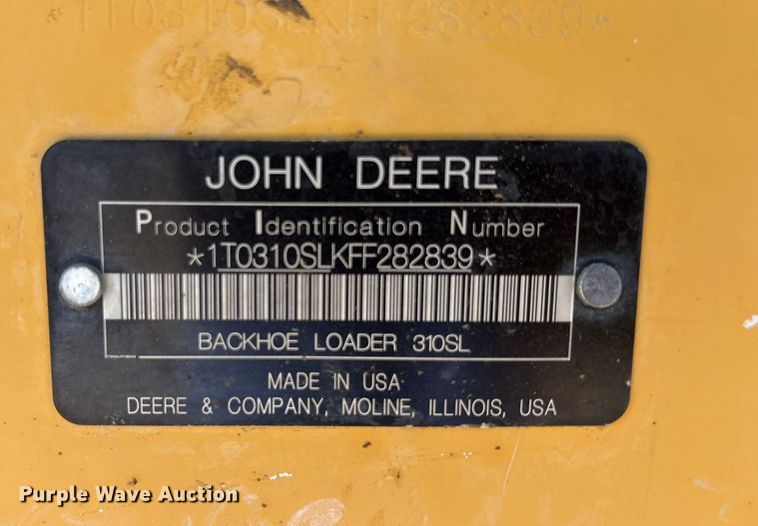 *1T0310SLKFF282839*
JOHN DEERE
Product Identification Number
*1T0310SLKFF282839*
BACKHOE LOADER 310SL
MADE IN USA
DEERE & COMPANY, MOLINE, ILLINOIS, USA
Purple Wave Auction